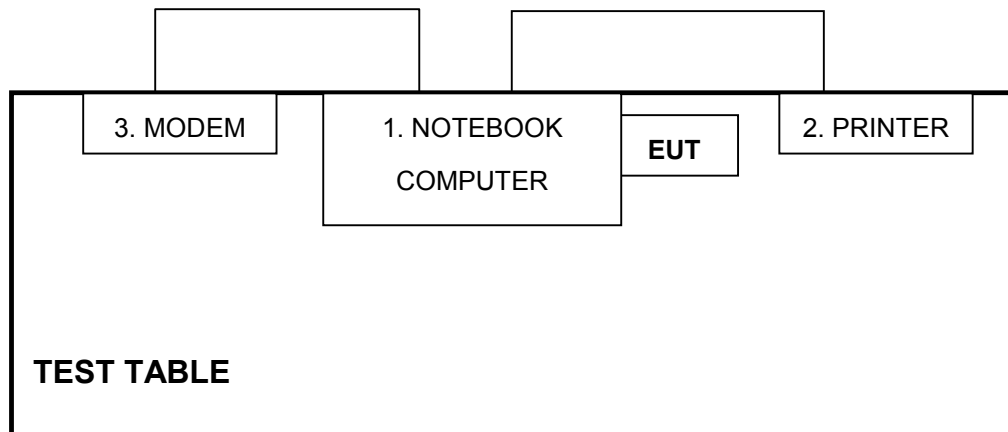 3. MODEM
1. NOTEBOOK
COMPUTER
EUT
2. PRINTER
TEST TABLE